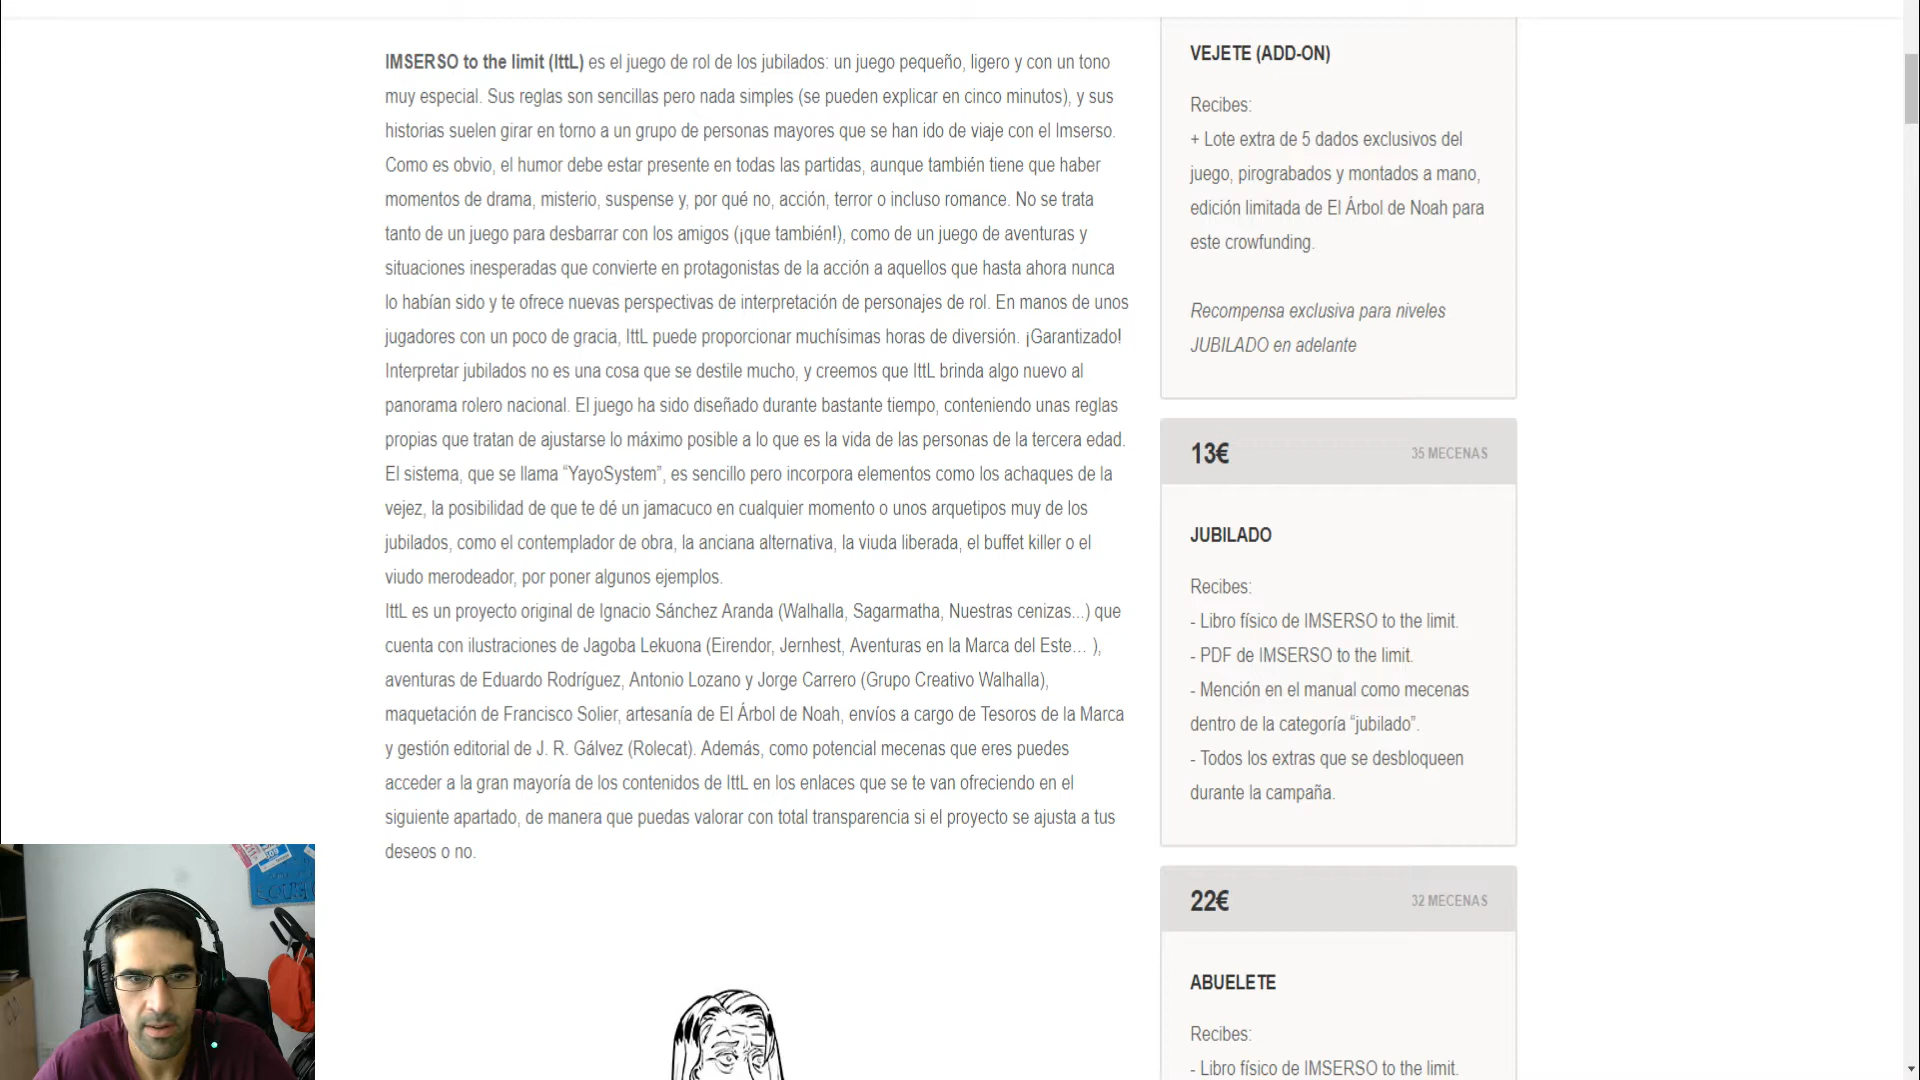 IMSERSO to the limit (IttL) es el juego de rol de los jubilados: un juego pequeño, ligero y con un tono
muy especial. Sus reglas son sencillas pero nada simples (se pueden explicar en cinco minutos), y sus
historias suelen girar en torno a un grupo de personas mayores que se han ido de viaje con el Imserso.
Como es obvio, el humor debe estar presente en todas las partidas, aunque también tiene que haber
momentos de drama, misterio, suspense y, por qué no, acción, terror o incluso romance. No se trata
tanto de un juego para desbarrar con los amigos (¡que también!), como de un juego de aventuras y
situaciones inesperadas que convierte en protagonistas de la acción a aquellos que hasta ahora nunca
lo habían sido y te ofrece nuevas perspectivas de interpretación de personajes de rol. En manos de unos
jugadores con un poco de gracia, IttL puede proporcionar muchísimas horas de diversión. ¡Garantizado!
Interpretar jubilados no es una cosa que se destile mucho, y creemos que IttL brinda algo nuevo al
panorama rolero nacional. El juego ha sido diseñado durante bastante tiempo, conteniendo unas reglas
propias que tratan de ajustarse lo máximo posible a lo que es la vida de las personas de la tercera edad.
El sistema, que se llama “YayoSystem”, es sencillo pero incorpora elementos como los achaques de la
vejez, la posibilidad de que te dé un jamacuco en cualquier momento o unos arquetipos muy de los
jubilados, como el contemplador de obra, la anciana alternativa, la viuda liberada, el buffet killer o el
viudo merodeador, por poner algunos ejemplos.
IttL es un proyecto original de Ignacio Sánchez Aranda (Walhalla, Sagarmatha, Nuestras cenizas...) que
cuenta con ilustraciones de Jagoba Lekuona (Eirendor, Jernhest, Aventuras en la Marca del Este... ),
aventuras de Eduardo Rodríguez, Antonio Lozano y Jorge Carrero (Grupo Creativo Walhalla),
maquetación de Francisco Solier, artesanía de El Árbol de Noah, envíos a cargo de Tesoros de la Marca
y gestión editorial de J. R. Gálvez (Rolecat). Además, como potencial mecenas que eres puedes
acceder a la gran mayoría de los contenidos de IttL en los enlaces que se te van ofreciendo en el
siguiente apartado, de manera que puedas valorar con total transparencia si el proyecto se ajusta a tus
deseos o no.
VEJETE (ADD-ON)
Recibes:
+ Lote extra de 5 dados exclusivos del
juego, pirograbados y montados a mano,
edición limitada de El Árbol de Noah para
este crowfunding.
Recompensa exclusiva para niveles
JUBILADO en adelante
13€
35 MECENAS
JUBILADO
Recibes:
- Libro físico de IMSERSO to the limit.
- PDF de IMSERSO to the limit.
- Mención en el manual como mecenas
dentro de la categoría “jubilado”.
- Todos los extras que se desbloqueen
durante la campaña.
22€
32 MECENAS
ABUELETE
Recibes:
- Libro físico de IMSERSO to the limit.